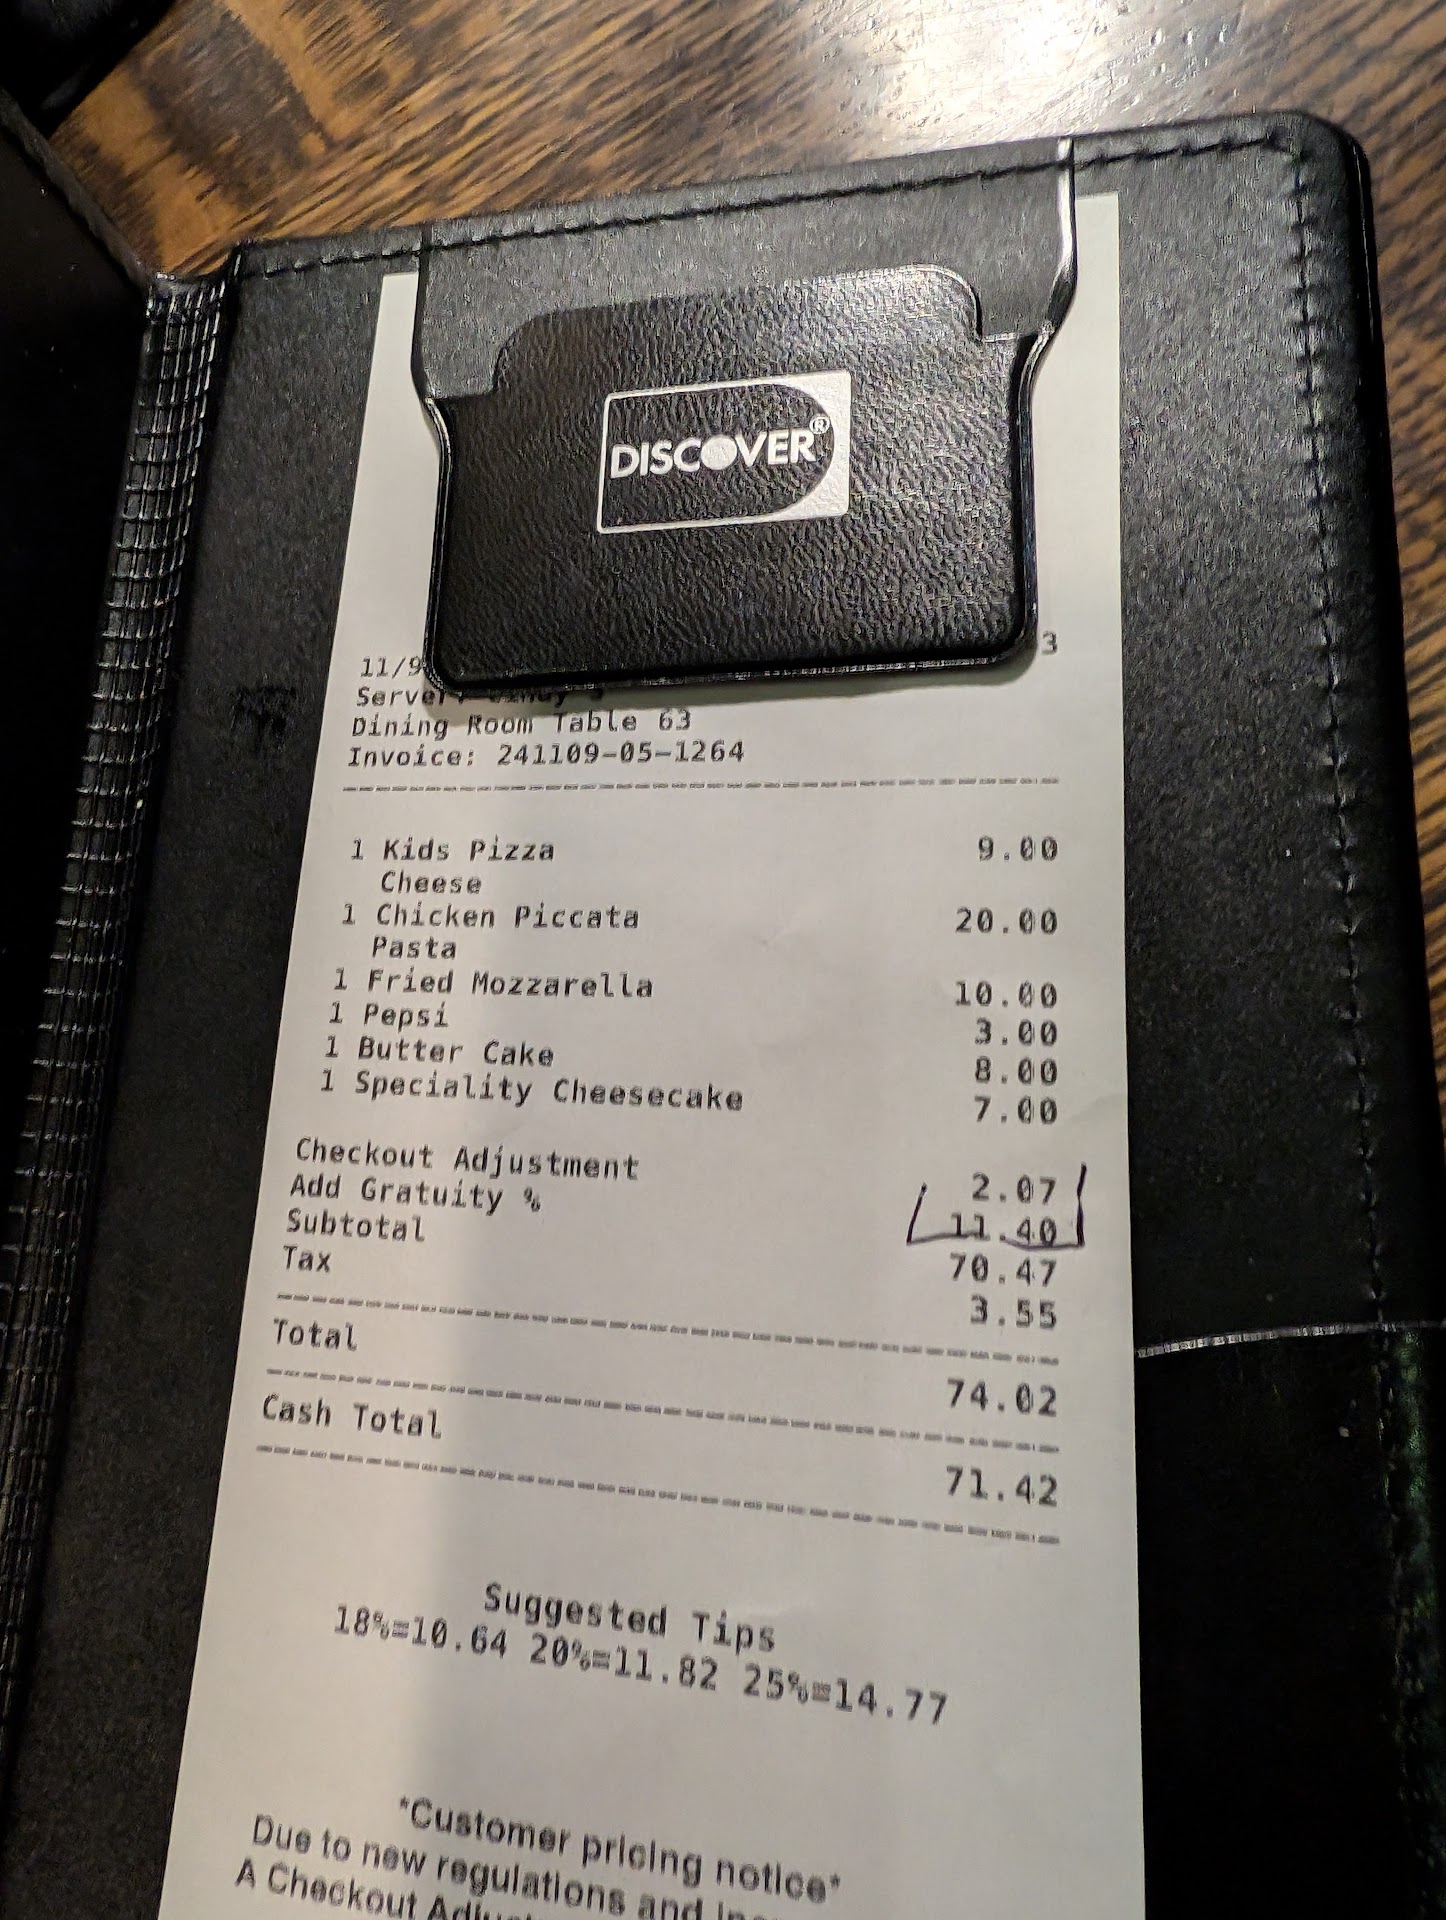 DISCOVER®
11/9 3
Server:
Dining Room Table 63
Invoice: 241109-05-1264
1 Kids Pizza 9.00
Cheese
1 Chicken Piccata 20.00
Pasta
1 Fried Mozzarella 10.00
1 Pepsi 3.00
1 Butter Cake 8.00
1 Speciality Cheesecake 7.00
Checkout Adjustment 2.07
Add Gratuity % 11.40
Subtotal 70.47
Tax 3.55
Total 74.02
Cash Total 71.42
Suggested Tips
18%=10.64 20%=11.82 25%=14.77
*Customer pricing notice*
Due to new regulations and
A Checkout